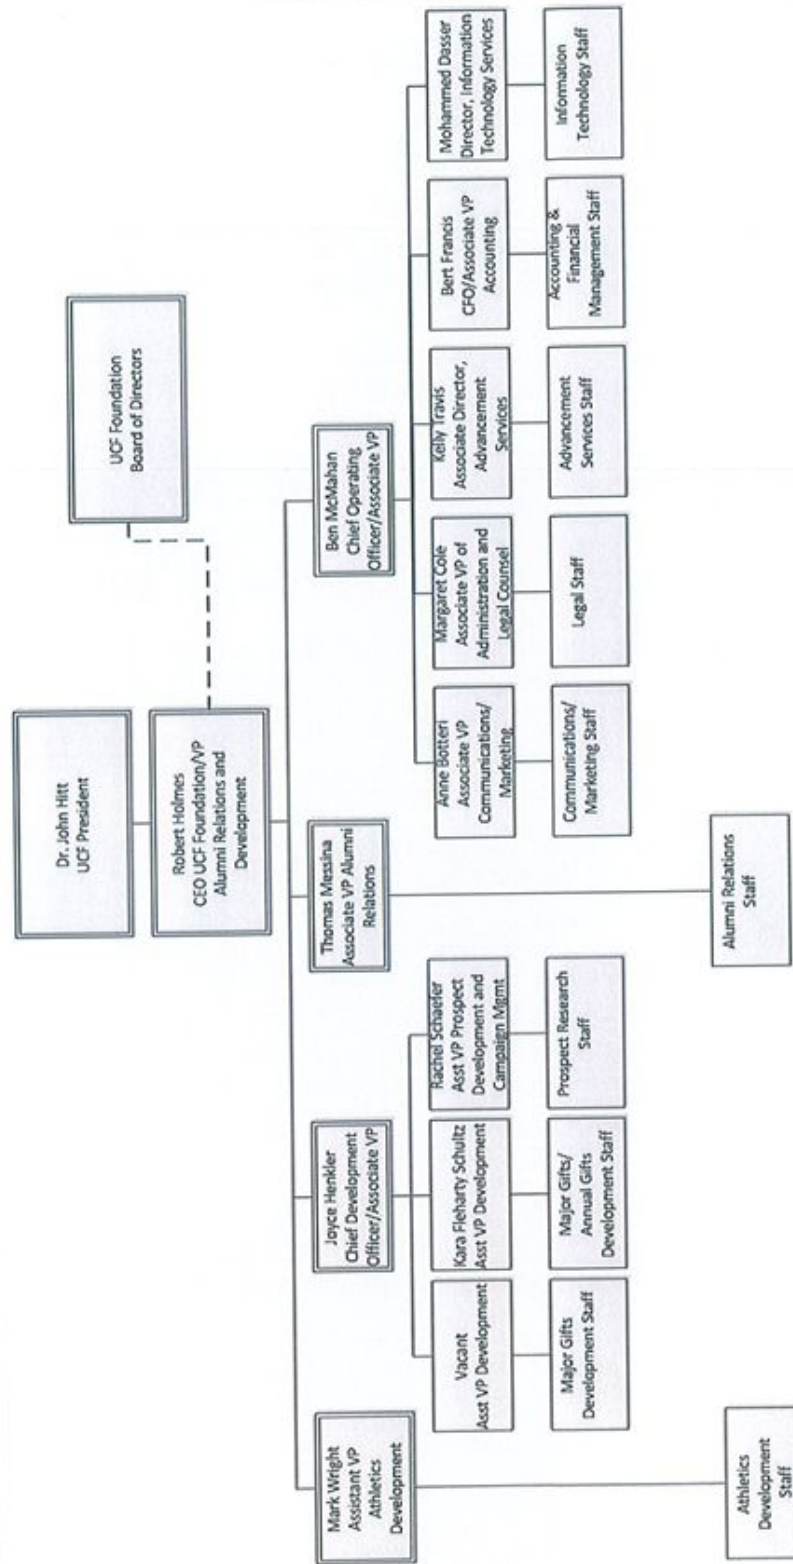 Dr. John Hitt
UCF President
UCF Foundation
Board of Directors
Robert Holmes
CEO UCF Foundation/VP
Alumni Relations and
Development
Mark Wright
Assistant VP
Athletics
Development
Joyce Henkler
Chief Development
Officer/Associate VP
Thomas Messina
Associate VP Alumni
Relations
Ben McMahan
Chief Operating
Officer/Associate VP
Vacant
Asst VP Development
Kara Fleharty Schultz
Asst VP Development
Rachel Schaefer
Asst VP Prospect
Development and
Campaign Mgmt
Anne Botteri
Associate VP
Communications/
Marketing
Margaret Cole
Associate VP of
Administration and
Legal Counsel
Kelly Travis
Associate Director,
Advancement
Services
Bert Francis
CFO/Associate VP
Accounting
Mohammed Dasser
Director, Information
Technology Services
Major Gifts
Development Staff
Major Gifts/
Annual Gifts
Development Staff
Prospect Research
Staff
Communications/
Marketing Staff
Legal Staff
Advancement
Services Staff
Accounting &
Financial
Management Staff
Information
Technology Staff
Athletics
Development
Staff
Alumni Relations
Staff